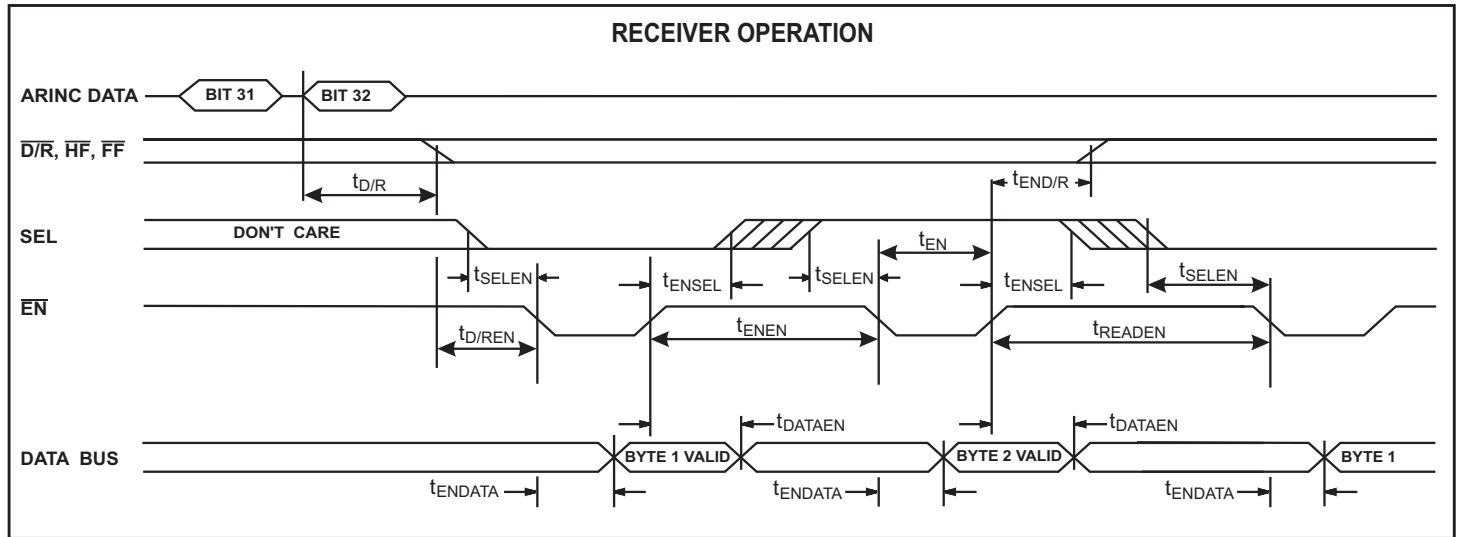 RECEIVER OPERATION
ARINC DATA BIT 31 BIT 32
D/R, HF, FF
tD/R tEND/R
SEL DON'T CARE
tEN
tSELEN tENSEL tSELEN tENSEL tSELEN
EN
tD/REN tENEN tREADEN
tDATAEN tDATAEN
DATA BUS BYTE 1 VALID BYTE 2 VALID BYTE 1
tENDATA tENDATA tENDATA